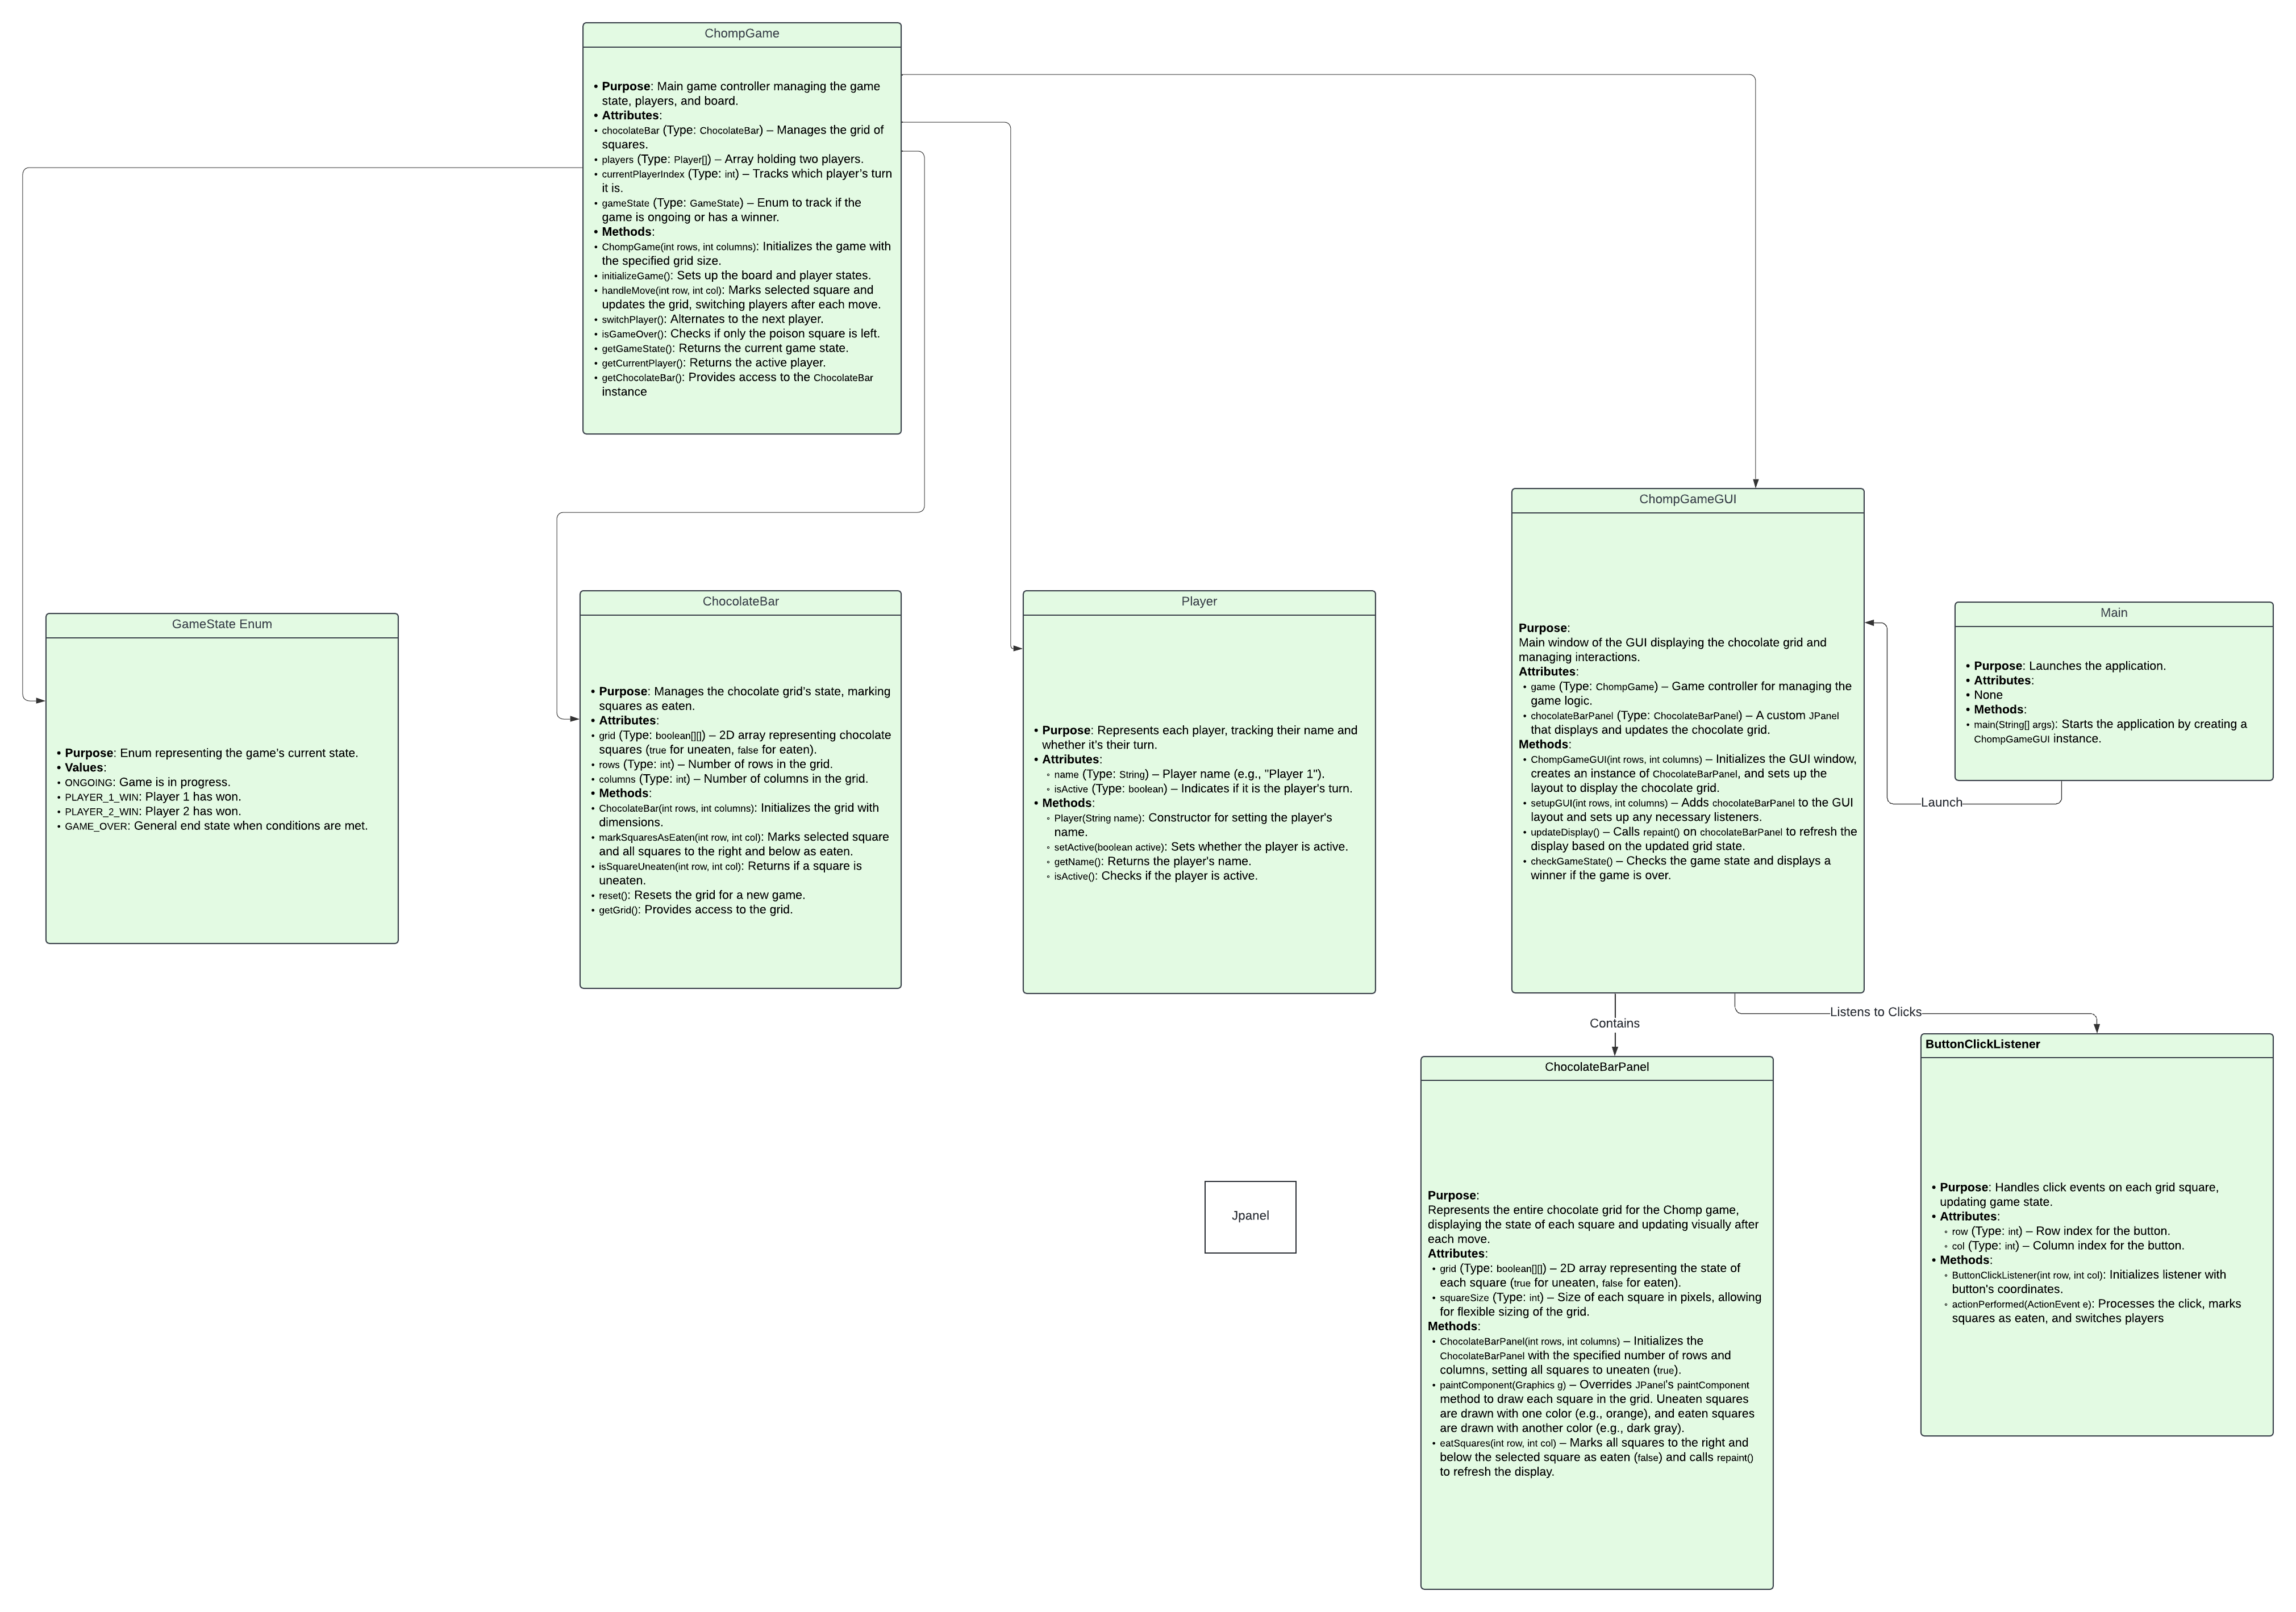 ChompGame
• Purpose: Main game controller managing the game
state, players, and board.
• Attributes:
• chocolateBar (Type: ChocolateBar) – Manages the grid of
squares.
• players (Type: Player[]) – Array holding two players.
• currentPlayerIndex (Type: int) – Tracks which player's turn
it is.
• gameState (Type: GameState) – Enum to track if the
game is ongoing or has a winner.
• Methods:
• ChompGame(int rows, int columns): Initializes the game with
the specified grid size.
• initializeGame(): Sets up the board and player states.
• handleMove(int row, int col): Marks selected square and
updates the grid, switching players after each move.
• switchPlayer(): Alternates to the next player.
• isGameOver(): Checks if only the poison square is left.
• getGameState(): Returns the current game state.
• getCurrentPlayer(): Returns the active player.
• getChocolateBar(): Provides access to the ChocolateBar
instance
GameState Enum
• Purpose: Enum representing the game's current state.
• Values:
• ONGOING: Game is in progress.
• PLAYER_1_WIN: Player 1 has won.
• PLAYER_2_WIN: Player 2 has won.
• GAME_OVER: General end state when conditions are met.
ChocolateBar
• Purpose: Manages the chocolate grid's state, marking
squares as eaten.
• Attributes:
• grid (Type: boolean[][]) – 2D array representing chocolate
squares (true for uneaten, false for eaten).
• rows (Type: int) – Number of rows in the grid.
• columns (Type: int) – Number of columns in the grid.
• Methods:
• ChocolateBar(int rows, int columns): Initializes the grid with
dimensions.
• markSquaresAsEaten(int row, int col): Marks selected square
and all squares to the right and below as eaten.
• isSquareUneaten(int row, int col): Returns if a square is
uneaten.
• reset(): Resets the grid for a new game.
• getGrid(): Provides access to the grid.
Player
• Purpose: Represents each player, tracking their name and
whether it's their turn.
• Attributes:
◦ name (Type: String) – Player name (e.g., "Player 1").
◦ isActive (Type: boolean) – Indicates if it is the player's turn.
• Methods:
◦ Player(String name): Constructor for setting the player's
name.
◦ setActive(boolean active): Sets whether the player is active.
◦ getName(): Returns the player's name.
◦ isActive(): Checks if the player is active.
ChompGameGUI
Purpose:
Main window of the GUI displaying the chocolate grid and
managing interactions.
Attributes:
• game (Type: ChompGame) – Game controller for managing the
game logic.
• chocolateBarPanel (Type: ChocolateBarPanel) – A custom JPanel
that displays and updates the chocolate grid.
Methods:
• ChompGameGUI(int rows, int columns) – Initializes the GUI window,
creates an instance of ChocolateBarPanel, and sets up the
layout to display the chocolate grid.
• setupGUI(int rows, int columns) – Adds chocolateBarPanel to the GUI
layout and sets up any necessary listeners.
• updateDisplay() – Calls repaint() on chocolateBarPanel to refresh the
display based on the updated grid state.
• checkGameState() – Checks the game state and displays a
winner if the game is over.
Main
• Purpose: Launches the application.
• Attributes:
• None
• Methods:
• main(String[] args): Starts the application by creating a
ChompGameGUI instance.
Launch
Contains
Listens to Clicks
Jpanel
ChocolateBarPanel
Purpose:
Represents the entire chocolate grid for the Chomp game,
displaying the state of each square and updating visually after
each move.
Attributes:
• grid (Type: boolean[][]) – 2D array representing the state of
each square (true for uneaten, false for eaten).
• squareSize (Type: int) – Size of each square in pixels, allowing
for flexible sizing of the grid.
Methods:
• ChocolateBarPanel(int rows, int columns) – Initializes the
ChocolateBarPanel with the specified number of rows and
columns, setting all squares to uneaten (true).
• paintComponent(Graphics g) – Overrides JPanel's paintComponent
method to draw each square in the grid. Uneaten squares
are drawn with one color (e.g., orange), and eaten squares
are drawn with another color (e.g., dark gray).
• eatSquares(int row, int col) – Marks all squares to the right and
below the selected square as eaten (false) and calls repaint()
to refresh the display.
ButtonClickListener
• Purpose: Handles click events on each grid square,
updating game state.
• Attributes:
◦ row (Type: int) – Row index for the button.
◦ col (Type: int) – Column index for the button.
• Methods:
◦ ButtonClickListener(int row, int col): Initializes listener with
button's coordinates.
◦ actionPerformed(ActionEvent e): Processes the click, marks
squares as eaten, and switches players